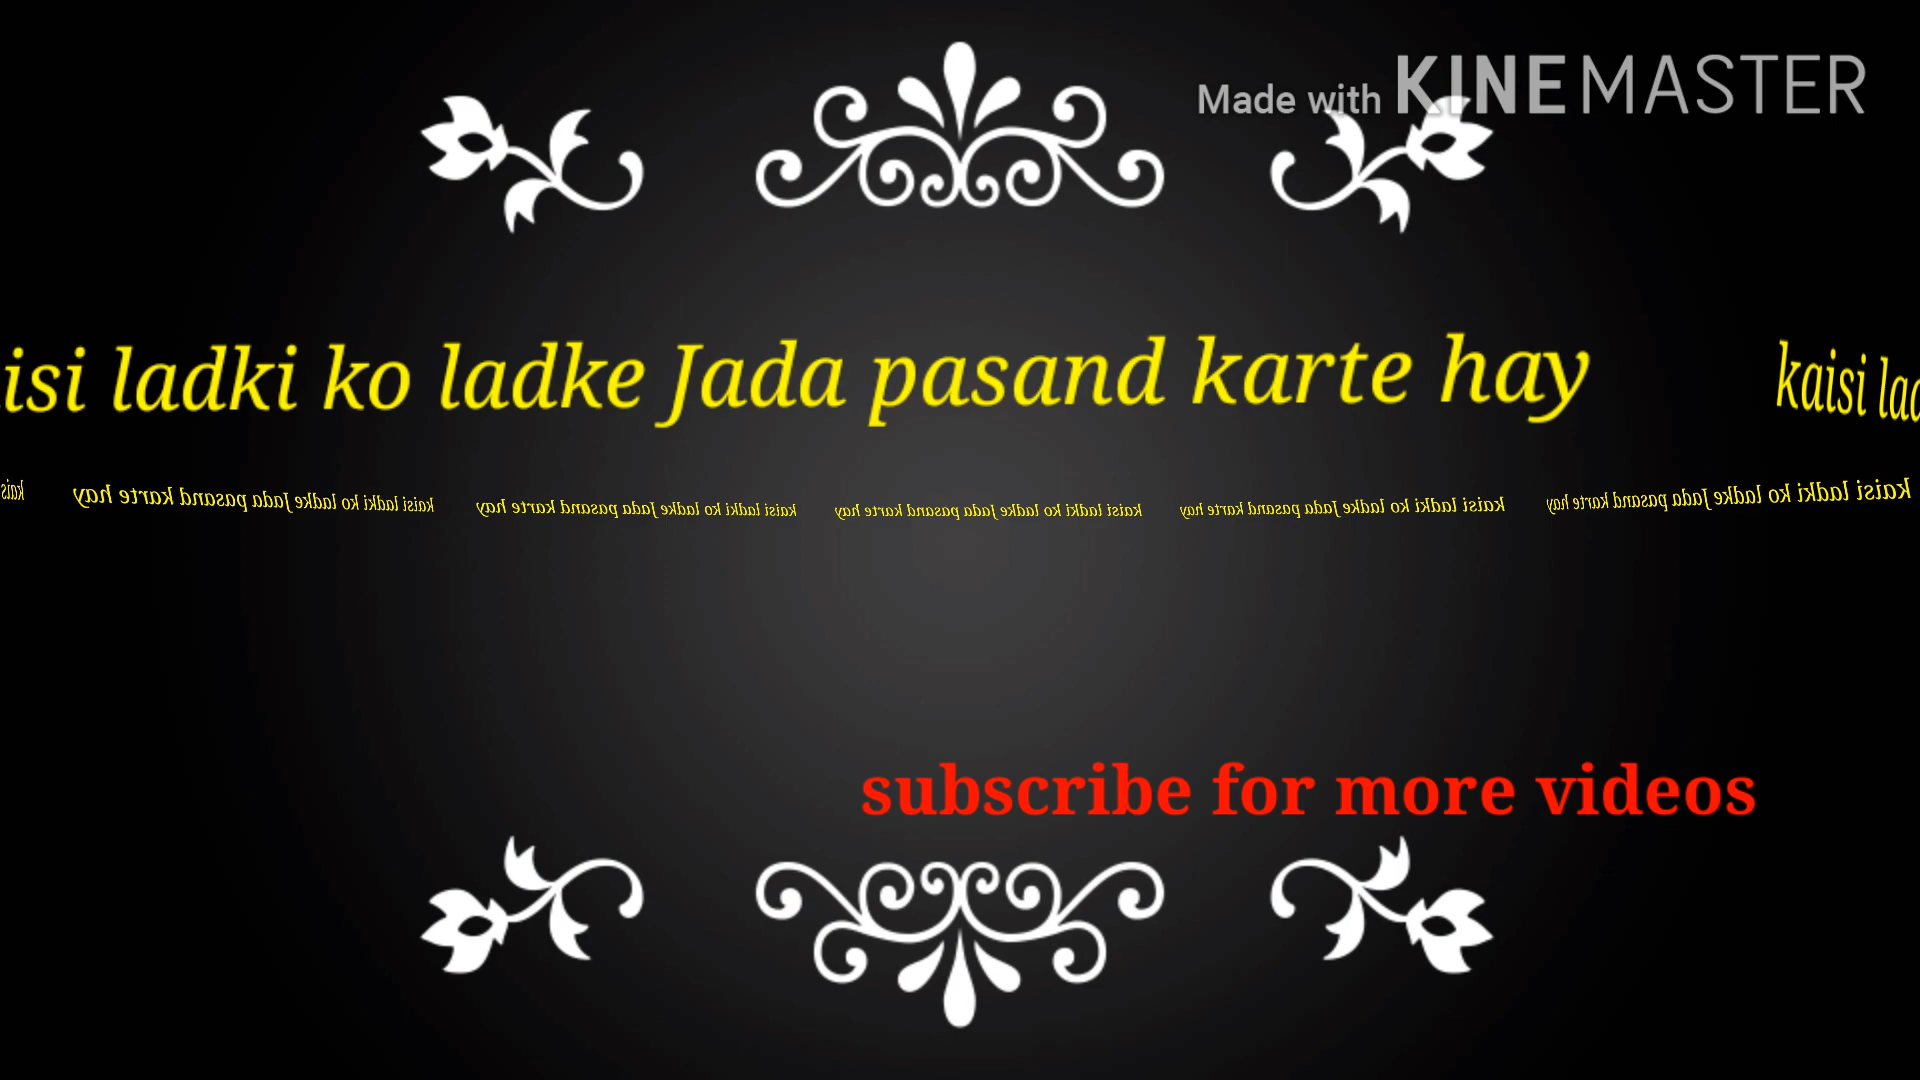 Made with KINEMASTER
isi ladki ko ladke Jada pasand karte hay kaisi lad
kais kaisi ladki ko ladke Jada pasand karte hay kaisi ladki ko ladke Jada pasand karte hay kaisi ladki ko ladke Jada pasand karte hay kaisi ladki ko ladke Jada pasand karte hay kaisi ladki ko ladke Jada pasand karte hay
subscribe for more videos